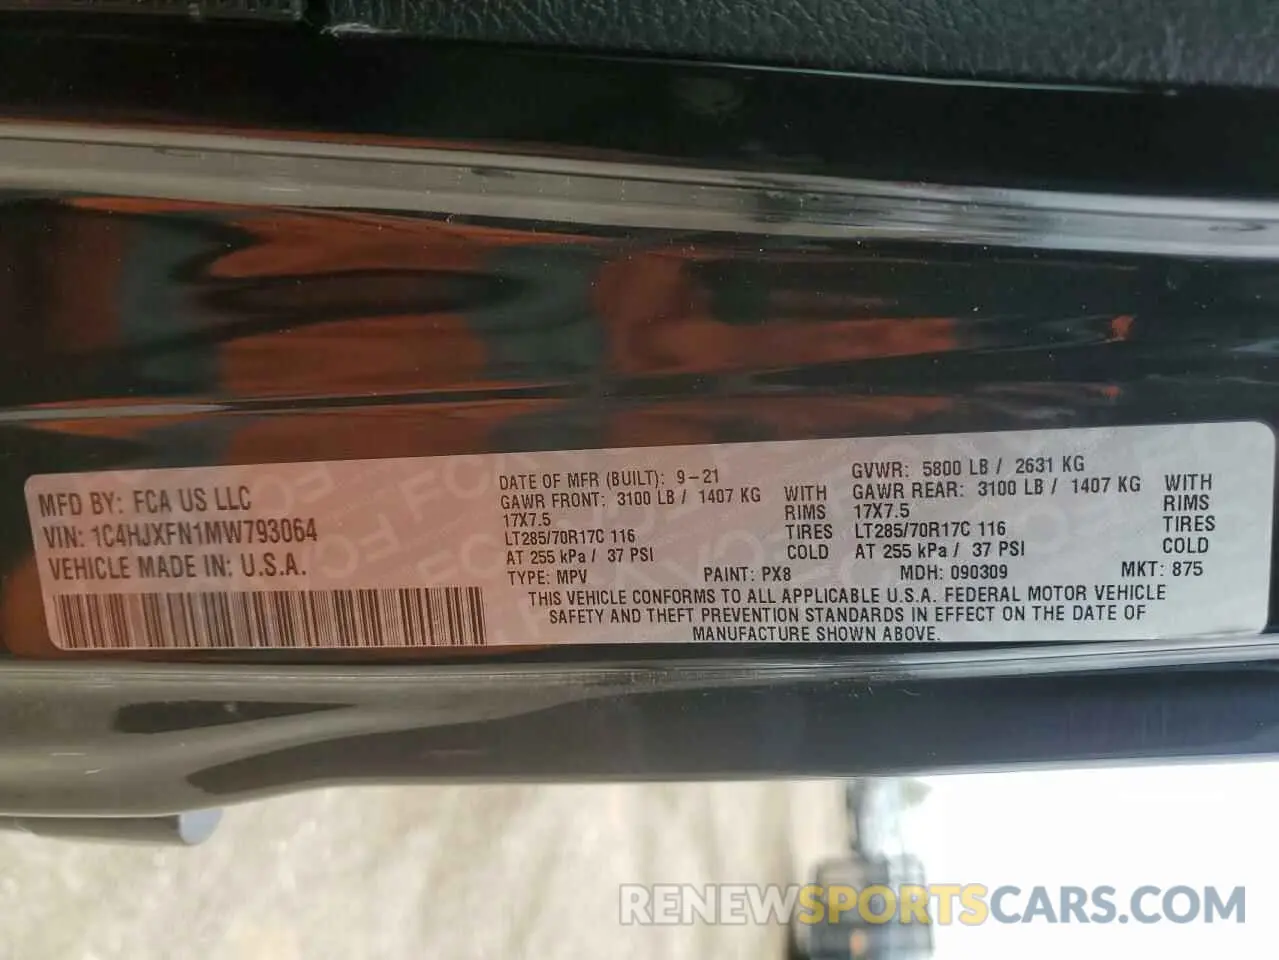 MFD BY: FCA US LLC
VIN: 1C4HJXFN1MW793064
VEHICLE MADE IN: U.S.A.
DATE OF MFR (BUILT): 9-21
GAWR FRONT: 3100 LB / 1407 KG WITH
17X7.5 RIMS
LT285/70R17C 116 TIRES
AT 255 kPa / 37 PSI COLD
GVWR: 5800 LB / 2631 KG
GAWR REAR: 3100 LB / 1407 KG WITH
17X7.5 RIMS
LT285/70R17C 116 TIRES
AT 255 kPa / 37 PSI COLD
TYPE: MPV PAINT: PX8 MDH: 090309 MKT: 875
THIS VEHICLE CONFORMS TO ALL APPLICABLE U.S.A. FEDERAL MOTOR VEHICLE
SAFETY AND THEFT PREVENTION STANDARDS IN EFFECT ON THE DATE OF
MANUFACTURE SHOWN ABOVE.
RENEWSPORTSCARS.COM